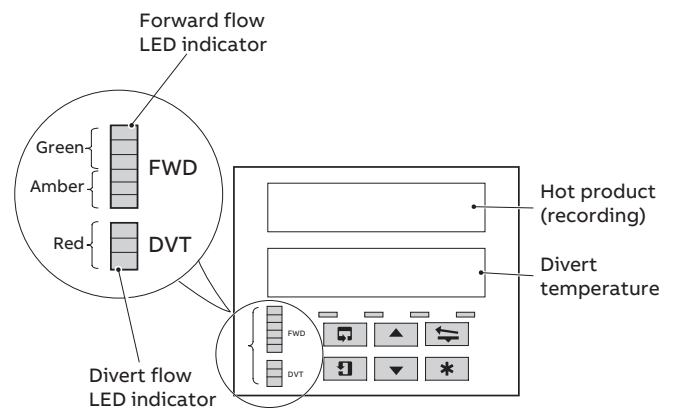 Forward flow
LED indicator
Green
FWD
Amber
Red
DVT
Divert flow
LED indicator
Hot product
(recording)
Divert
temperature
FWD
DVT